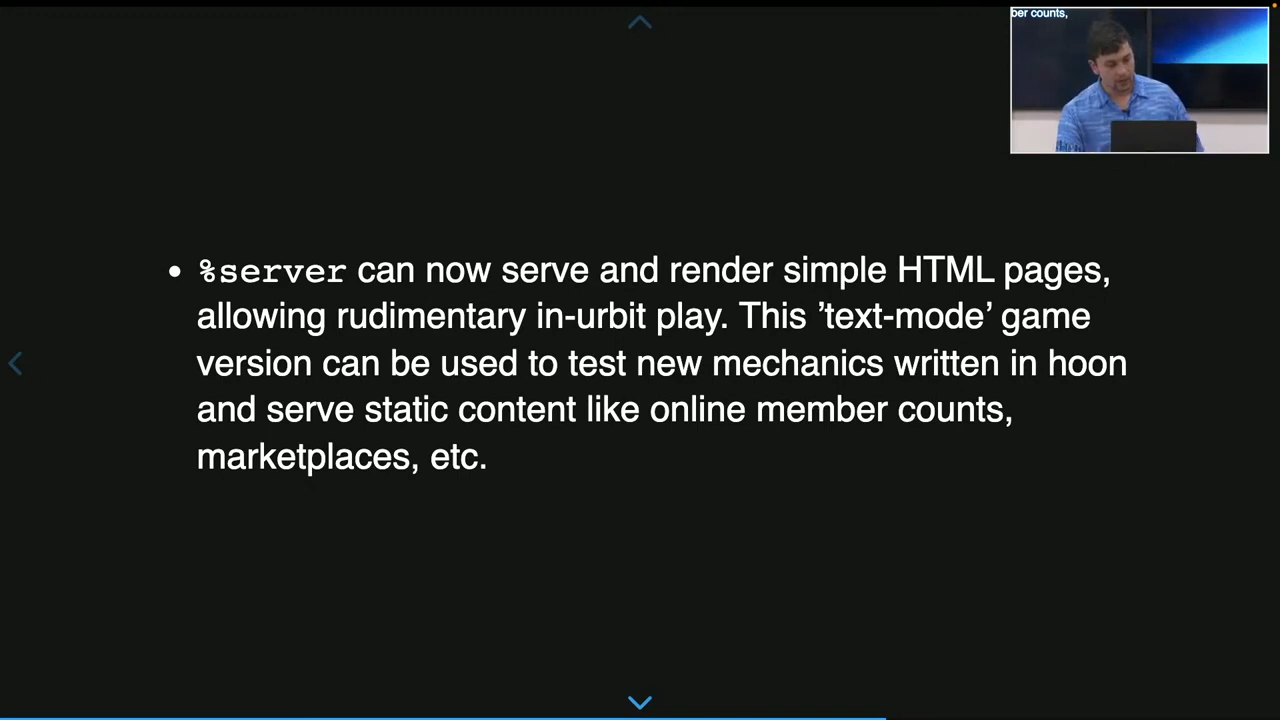 ber counts,
%server can now serve and render simple HTML pages,
allowing rudimentary in-urbit play. This ’text-mode’ game
version can be used to test new mechanics written in hoon
and serve static content like online member counts,
marketplaces, etc.